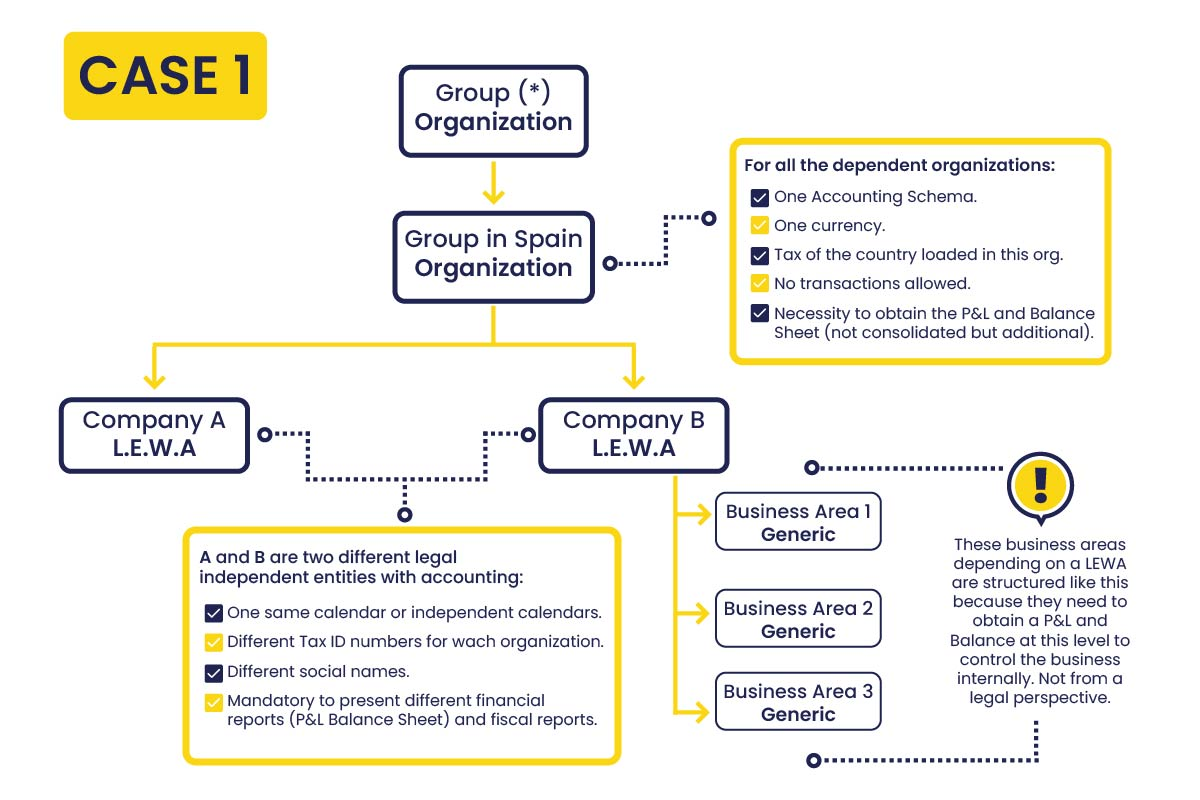 CASE 1
Group (*)
Organization
Group in Spain
Organization
For all the dependent organizations:
One Accounting Schema.
One currency.
Tax of the country loaded in this org.
No transactions allowed.
Necessity to obtain the P&L and Balance
Sheet (not consolidated but additional).
Company A
L.E.W.A
Company B
L.E.W.A
A and B are two different legal
independent entities with accounting:
One same calendar or independent calendars.
Different Tax ID numbers for wach organization.
Different social names.
Mandatory to present different financial
reports (P&L Balance Sheet) and fiscal reports.
Business Area 1
Generic
Business Area 2
Generic
Business Area 3
Generic
!
These business areas
depending on a LEWA
are structured like this
because they need to
obtain a P&L and
Balance at this level to
control the business
internally. Not from a
legal perspective.